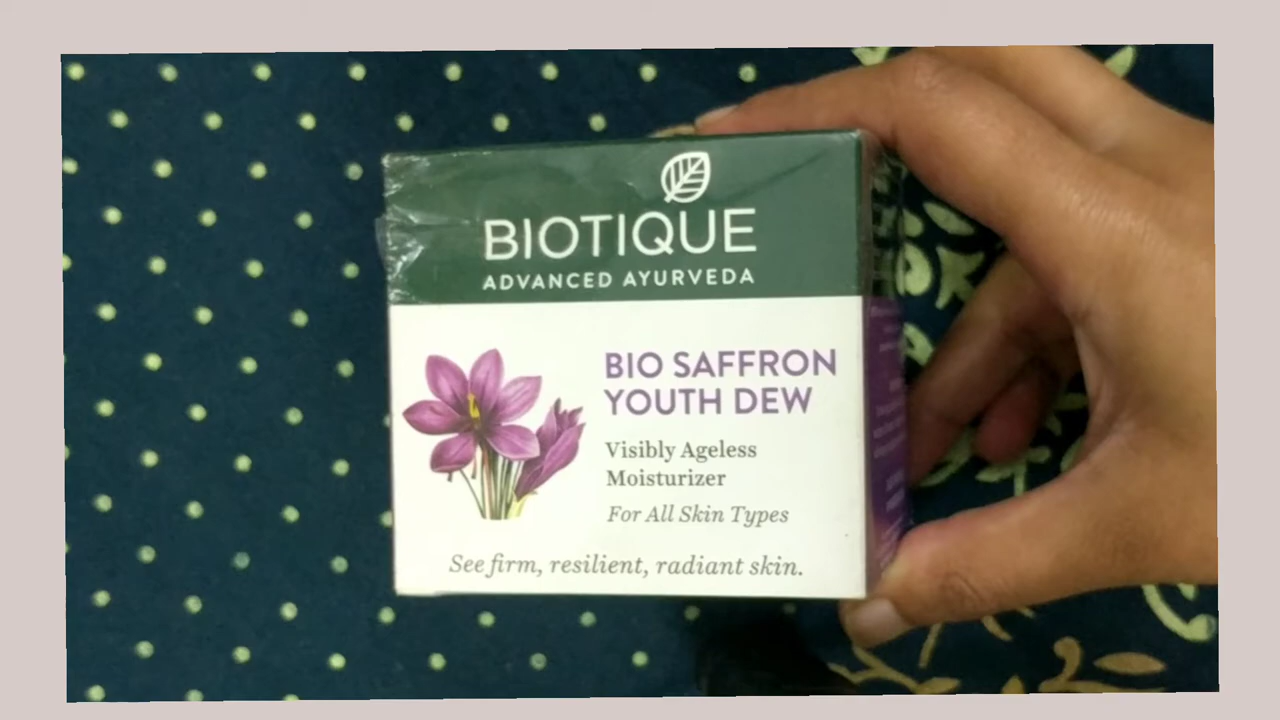 BIOTIQUE
ADVANCED AYURVEDA
BIO SAFFRON
YOUTH DEW
Visibly Ageless
Moisturizer
For All Skin Types
See firm, resilient, radiant skin.